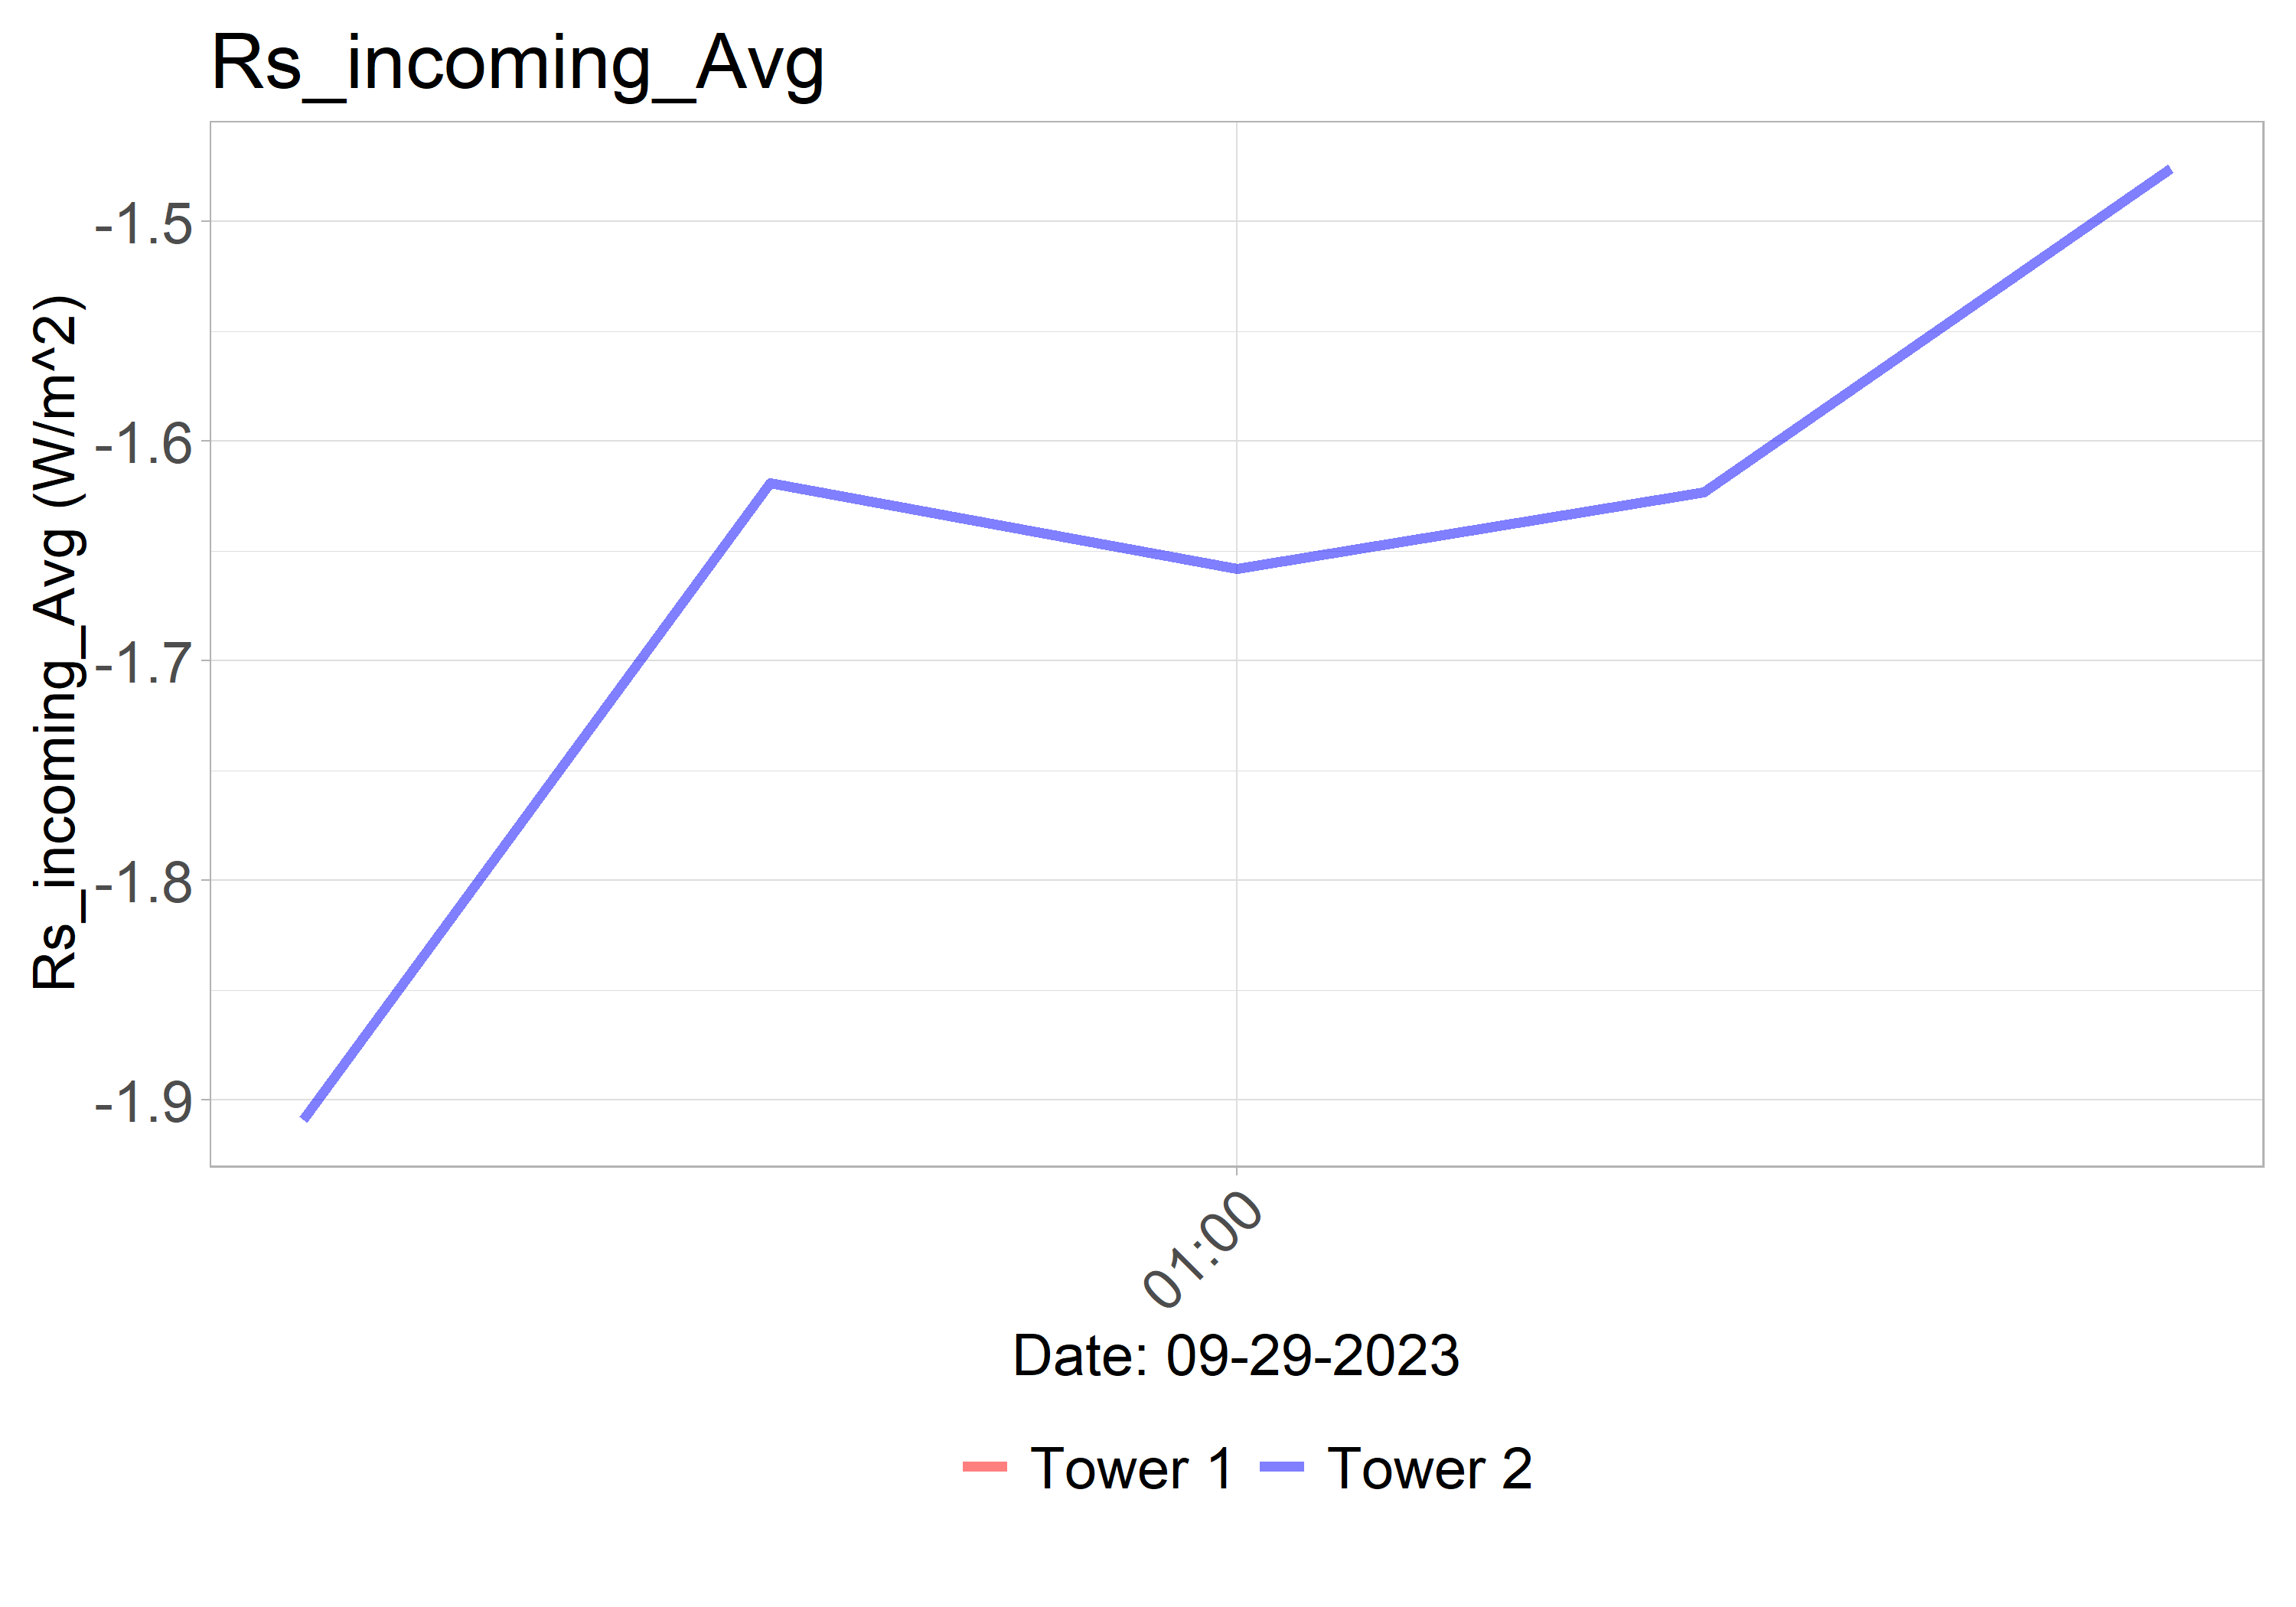 Rs_incoming_Avg
Rs_incoming_Avg (W/m^2)
-1.5
-1.6
-1.7
-1.8
-1.9
01:00
Date: 09-29-2023
Tower 1 Tower 2